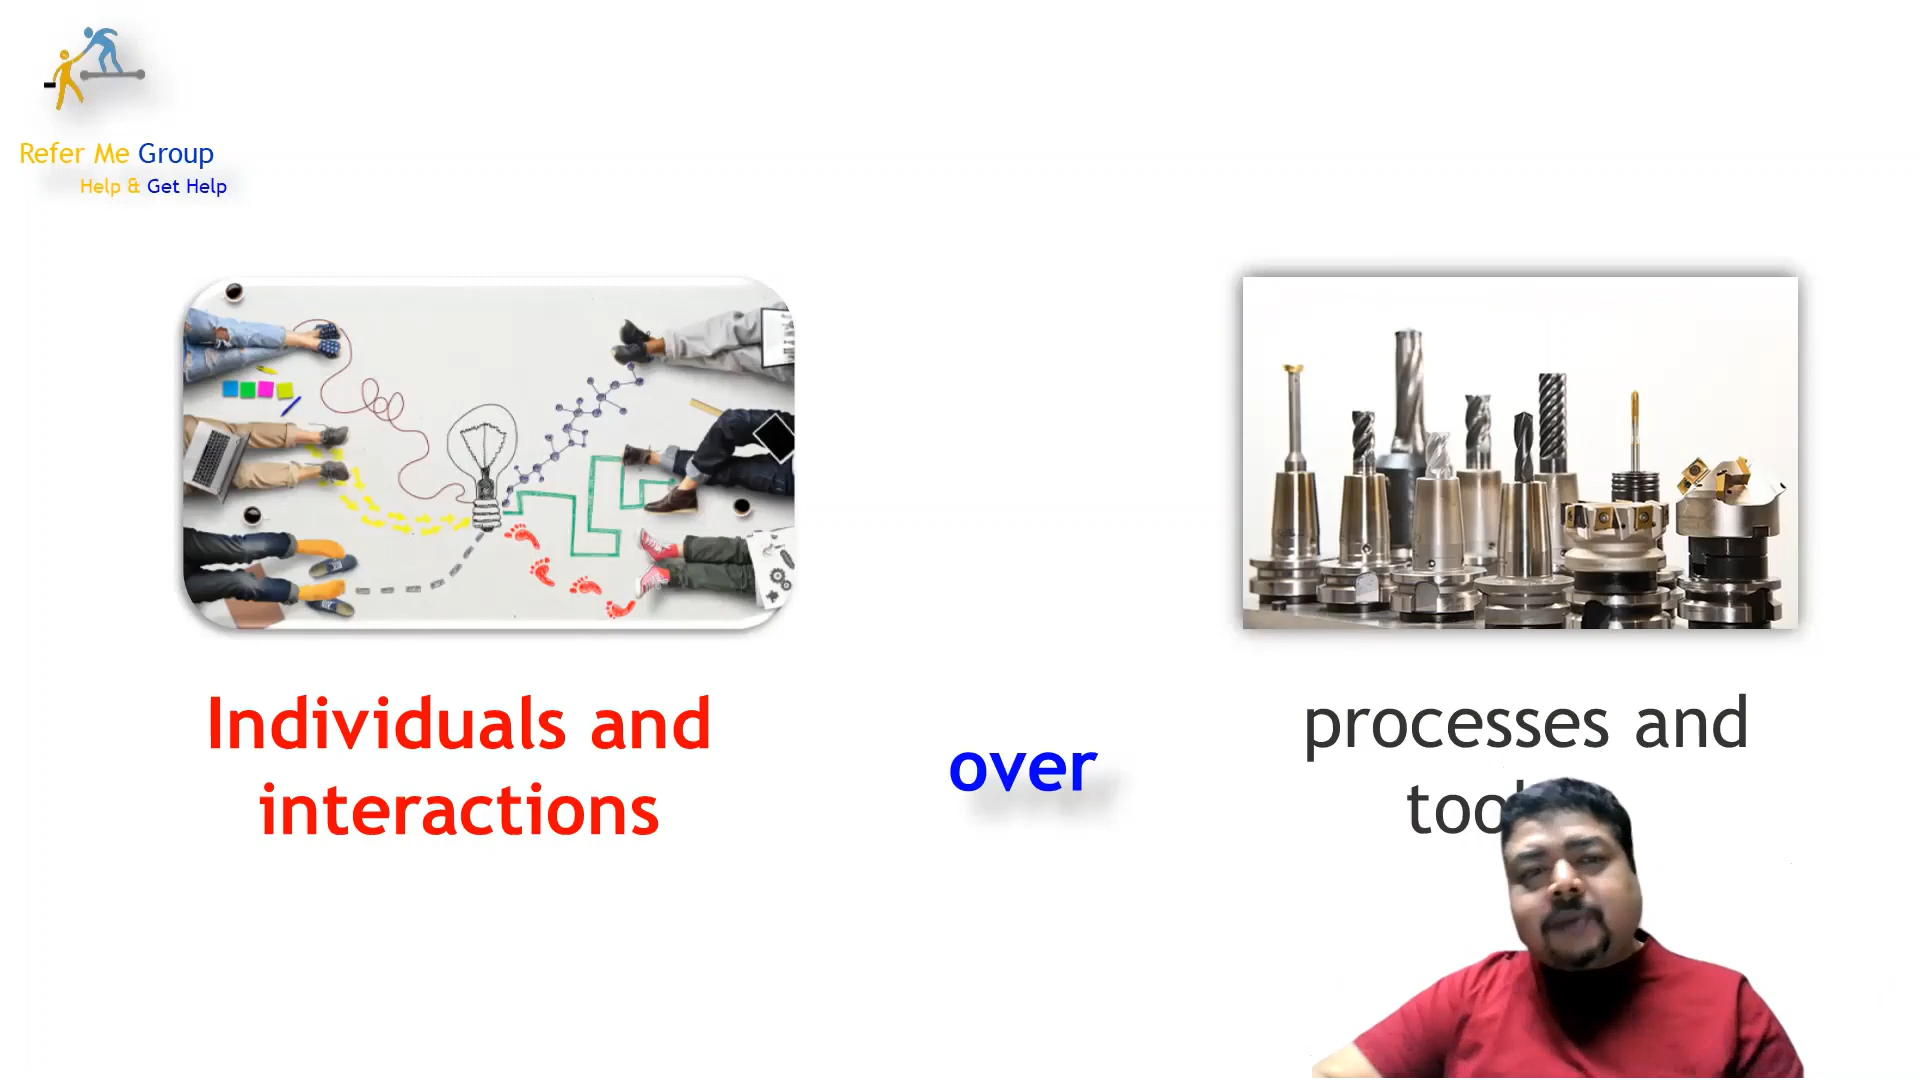 Refer Me Group
Help & Get Help
Individuals and
interactions
over
processes and